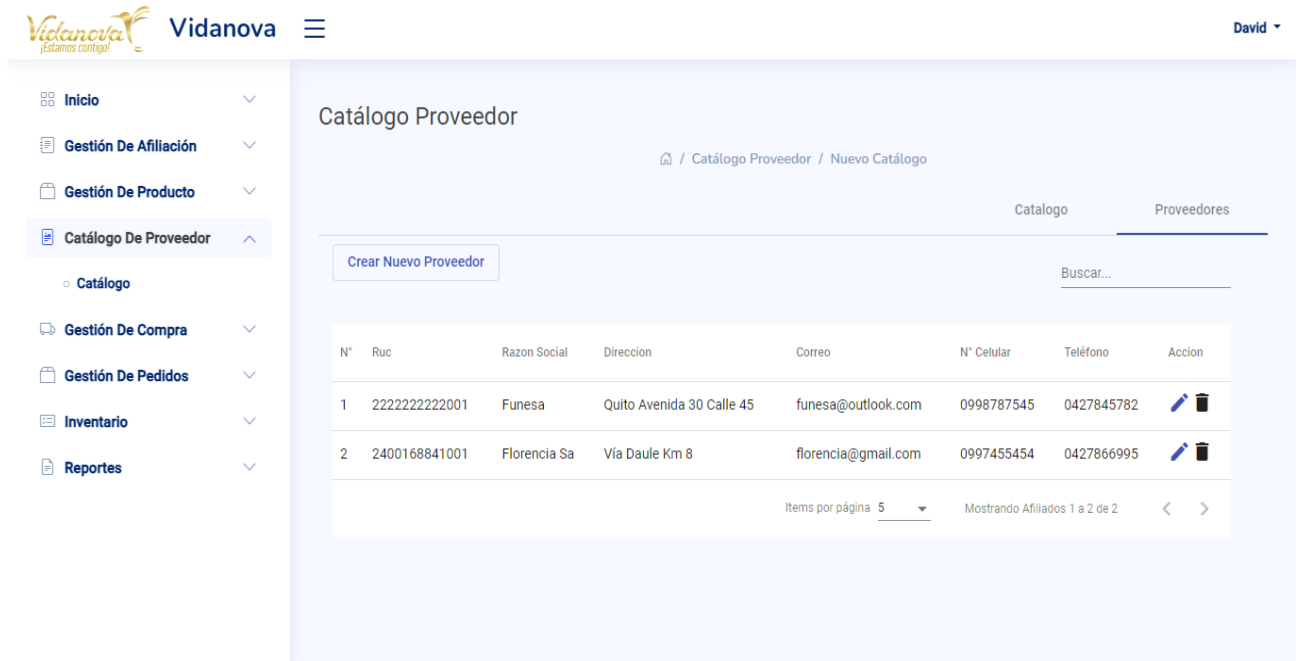 Vidanova
¡Estamos contigo!
Vidanova
David
Inicio
Gestión De Afiliación
Gestión De Producto
Catálogo De Proveedor
Catálogo
Gestión De Compra
Gestión De Pedidos
Inventario
Reportes
Catálogo Proveedor
/ Catálogo Proveedor / Nuevo Catálogo
Catalogo Proveedores
Crear Nuevo Proveedor
Buscar...
N° Ruc Razon Social Direccion Correo N° Celular Teléfono Accion
1 2222222222001 Funesa Quito Avenida 30 Calle 45 funesa@outlook.com 0998787545 0427845782
2 2400168841001 Florencia Sa Vía Daule Km 8 florencia@gmail.com 0997455454 0427866995
Items por página 5 Mostrando Afiliados 1 a 2 de 2